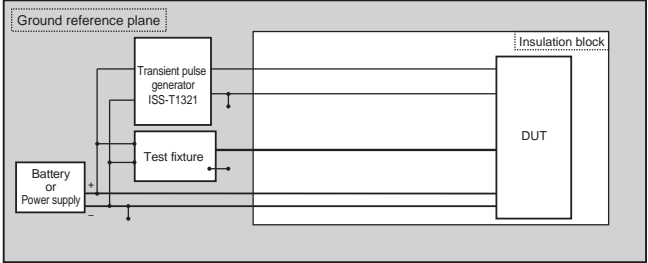 Ground reference plane
Insulation block
Transient pulse
generator
ISS-T1321
DUT
Test fixture
Battery
or
Power supply
+
−